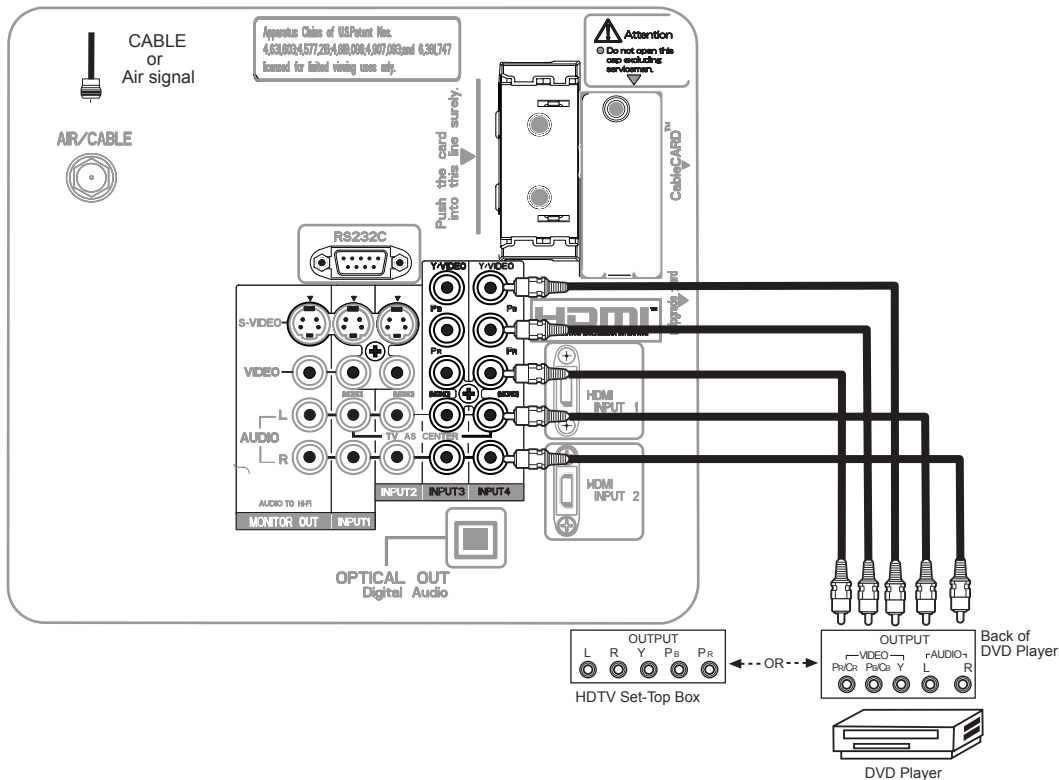 CABLE
or
Air signal
AIR/CABLE
Apparatus Claims of U.S.Patent Nos.
licensed for limited viewing uses only.
Attention
Do not open this
cap excluding
serviceman.
Push the card
into this line surely.
CableCARD™
Upgrade card
RS232C
Y/VIDEO
Y/VIDEO
PB
PB
PR
PR
HDMI™
S-VIDEO
VIDEO
(MONO)
(MONO)
(MONO)
(MONO)
L
AUDIO
R
TV AS CENTER
HDMI
INPUT 1
HDMI
INPUT 2
AUDIO TO HI-FI
MONITOR OUT
INPUT1
INPUT2
INPUT3
INPUT4
OPTICAL OUT
Digital Audio
OUTPUT
L R Y PB PR
HDTV Set-Top Box
OR
OUTPUT
VIDEO AUDIO
PR/CR PB/CB Y L R
Back of
DVD Player
DVD Player